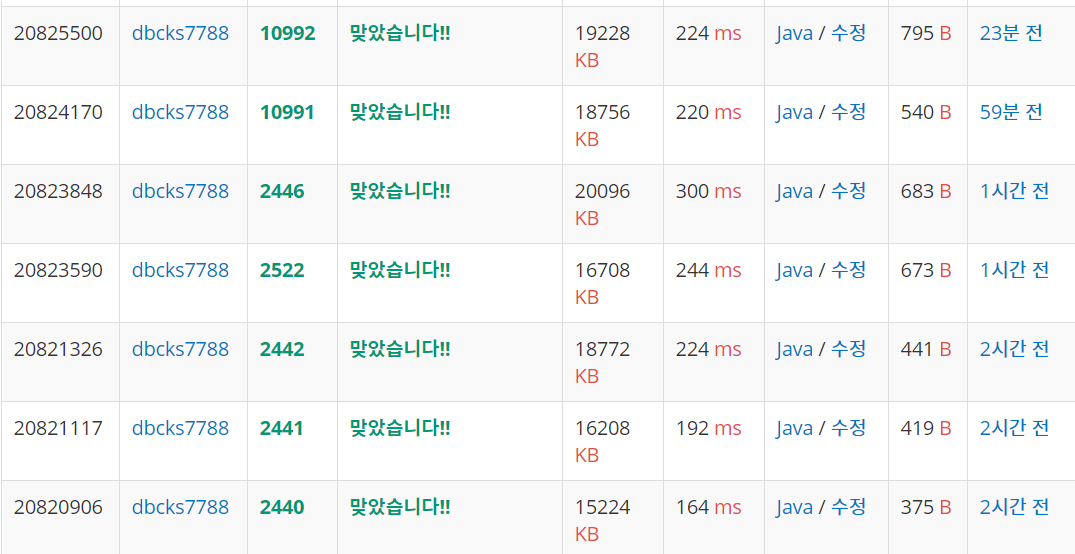 20825500 dbcks7788 10992 맞았습니다!! 19228 KB 224 ms Java / 수정 795 B 23분 전
20824170 dbcks7788 10991 맞았습니다!! 18756 KB 220 ms Java / 수정 540 B 59분 전
20823848 dbcks7788 2446 맞았습니다!! 20096 KB 300 ms Java / 수정 683 B 1시간 전
20823590 dbcks7788 2522 맞았습니다!! 16708 KB 244 ms Java / 수정 673 B 1시간 전
20821326 dbcks7788 2442 맞았습니다!! 18772 KB 224 ms Java / 수정 441 B 2시간 전
20821117 dbcks7788 2441 맞았습니다!! 16208 KB 192 ms Java / 수정 419 B 2시간 전
20820906 dbcks7788 2440 맞았습니다!! 15224 KB 164 ms Java / 수정 375 B 2시간 전